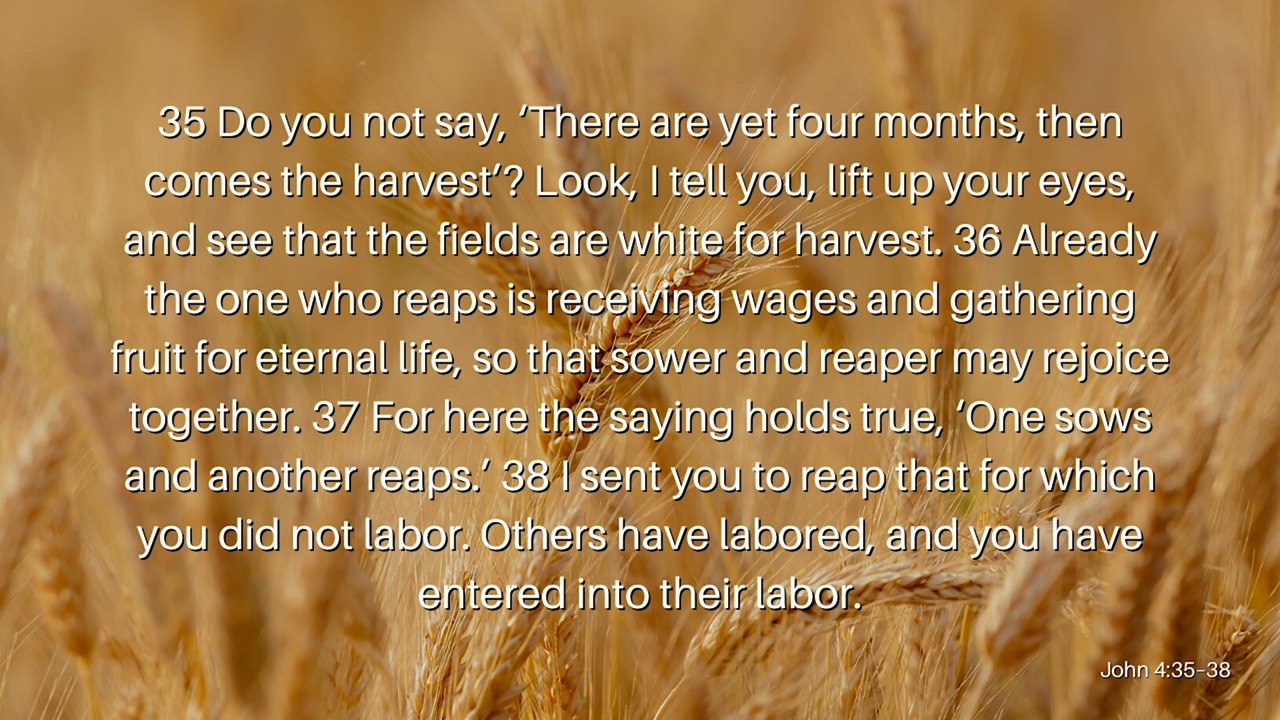 35 Do you not say, ‘There are yet four months, then
comes the harvest’? Look, I tell you, lift up your eyes,
and see that the fields are white for harvest. 36 Already
the one who reaps is receiving wages and gathering
fruit for eternal life, so that sower and reaper may rejoice
together. 37 For here the saying holds true, ‘One sows
and another reaps.’ 38 I sent you to reap that for which
you did not labor. Others have labored, and you have
entered into their labor.
John 4:35–38